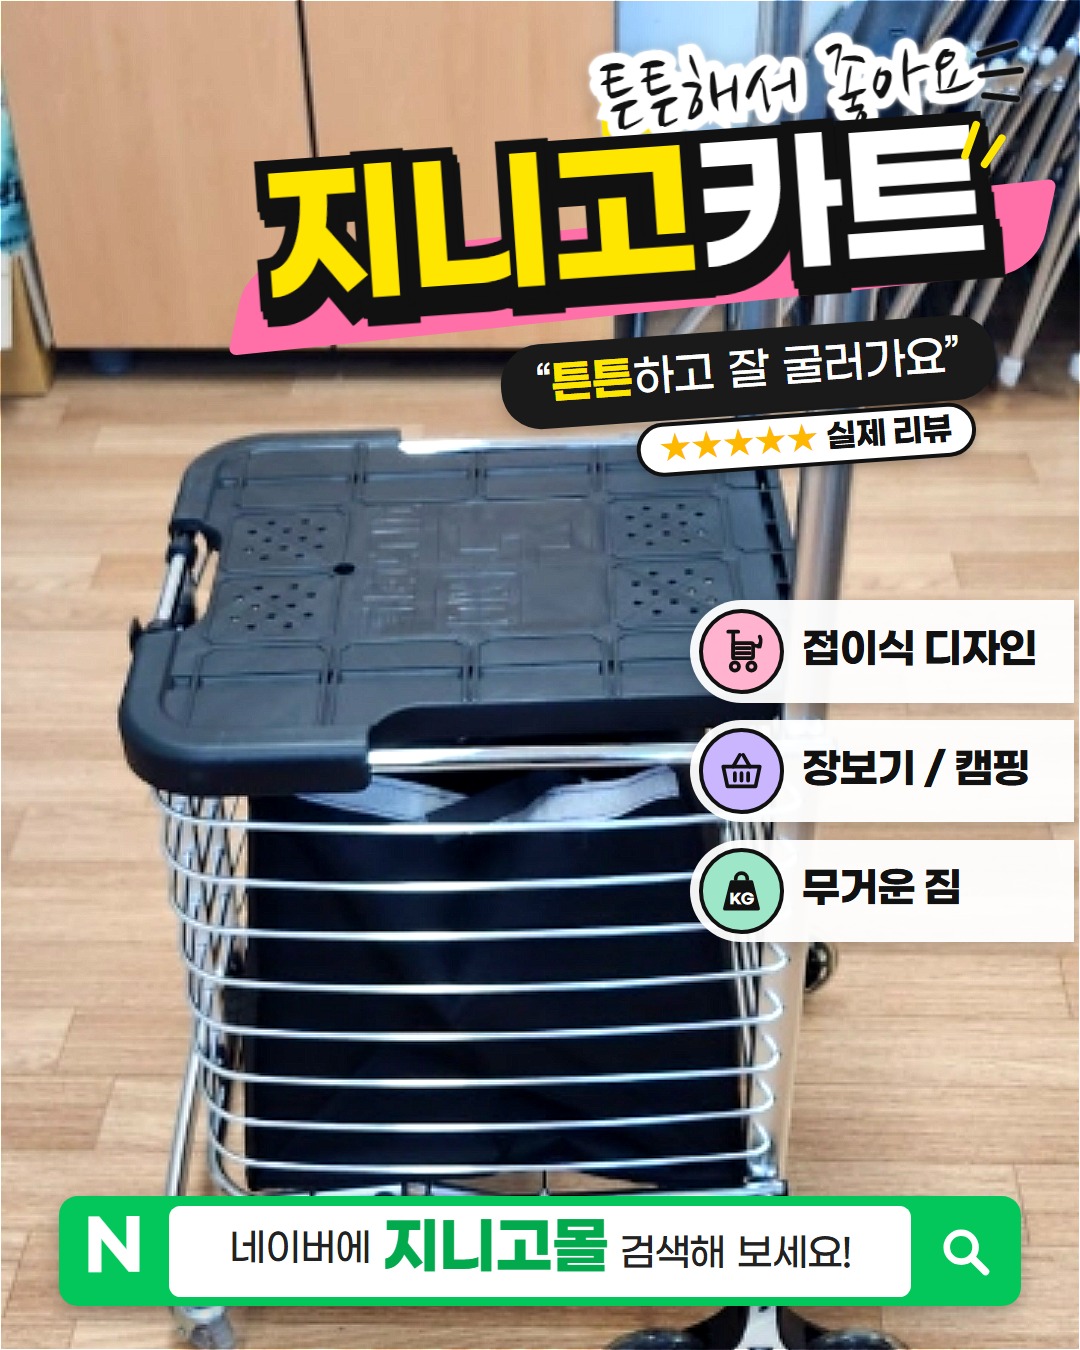 튼튼해서 좋아요
지니고카트
“튼튼하고 잘 굴러가요”
★★★★★ 실제 리뷰
접이식 디자인
장보기 / 캠핑
KG 무거운 짐
N 네이버에 지니고몰 검색해 보세요!